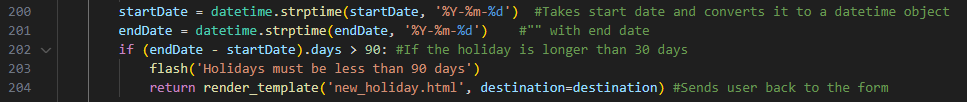 200 startDate = datetime.strptime(startDate, '%Y-%m-%d') #Takes start date and converts it to a datetime object
201 endDate = datetime.strptime(endDate, '%Y-%m-%d') #"" with end date
202 if (endDate - startDate).days > 90: #If the holiday is longer than 30 days
203 flash('Holidays must be less than 90 days')
204 return render_template('new_holiday.html', destination=destination) #Sends user back to the form